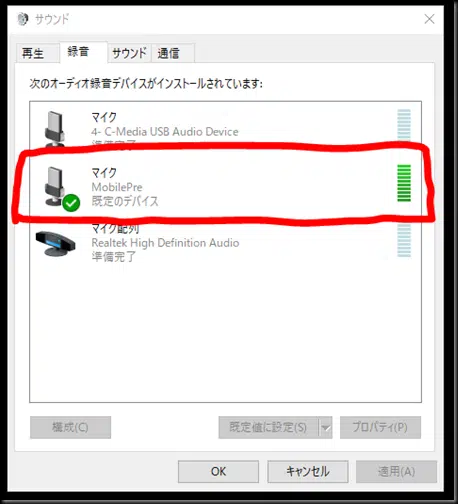 サウンド
再生
録音
サウンド
通信
次のオーディオ録音デバイスがインストールされています:
マイク
4- C-Media USB Audio Device
準備完了
マイク
MobilePre
既定のデバイス
マイク配列
Realtek High Definition Audio
準備完了
構成(C)
既定値に設定(S)
プロパティ(P)
OK
キャンセル
適用(A)